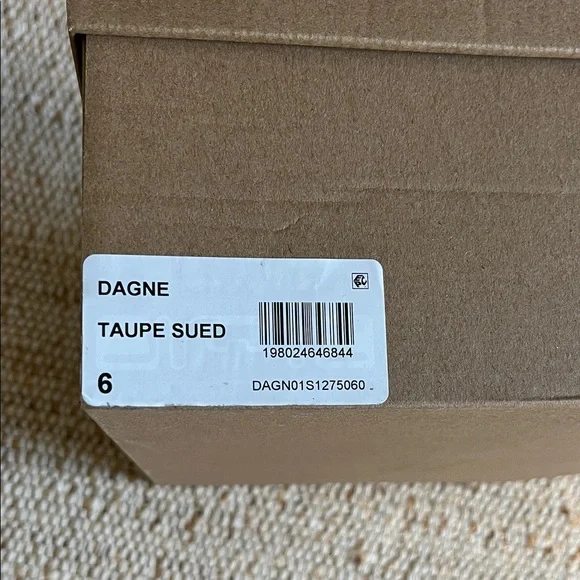 DAGNE
TAUPE SUED
198024646844
6
DAGN01S1275060